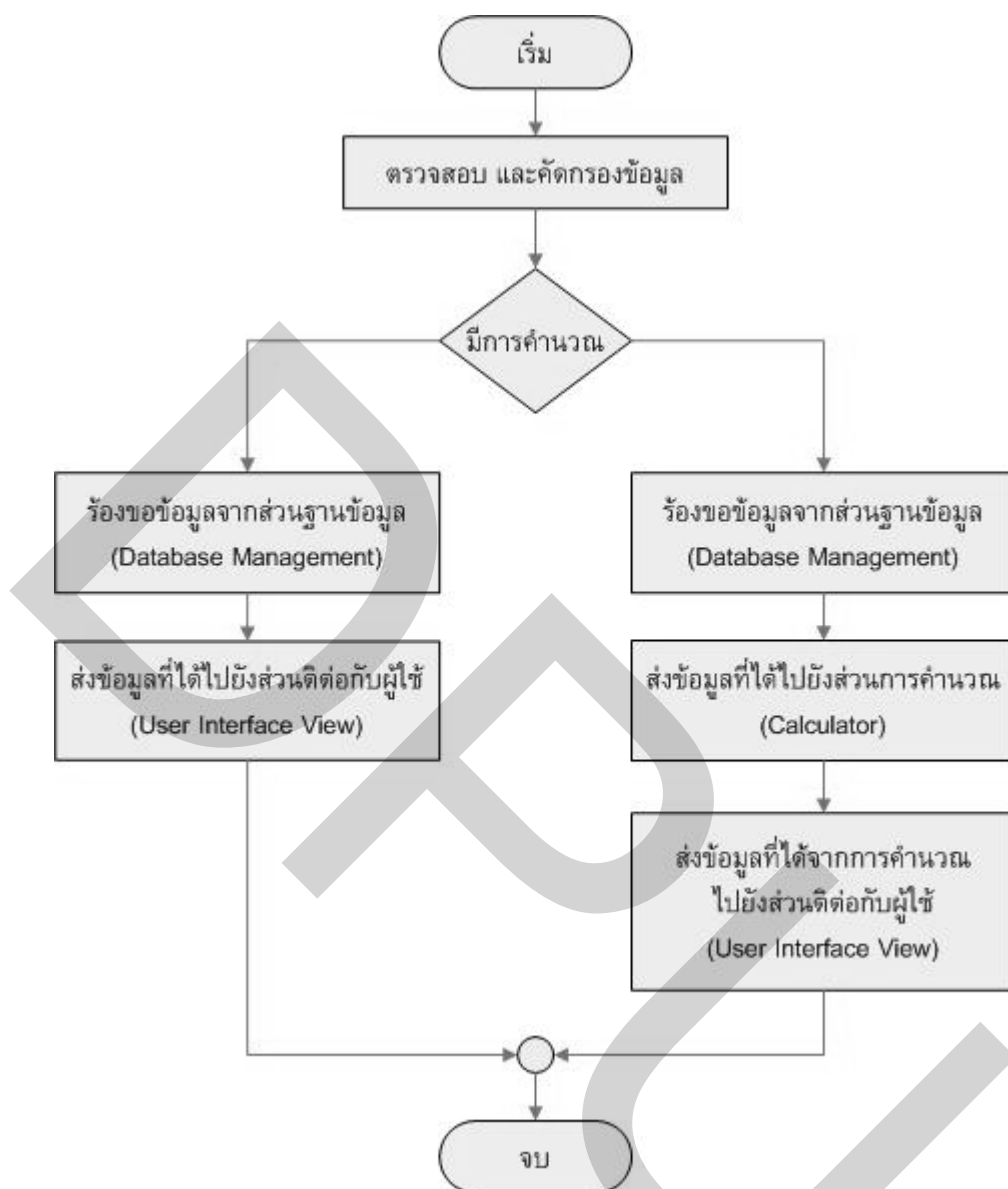 เริ่ม
ตรวจสอบ และคัดกรองข้อมูล
มีการคำนวณ
ร้องขอข้อมูลจากส่วนฐานข้อมูล
(Database Management)
ส่งข้อมูลที่ได้ไปยังส่วนติต่อกับผู้ใช้
(User Interface View)
ร้องขอข้อมูลจากส่วนฐานข้อมูล
(Database Management)
ส่งข้อมูลที่ได้ไปยังส่วนการคำนวณ
(Calculator)
ส่งข้อมูลที่ได้จากการคำนวณ
ไปยังส่วนติต่อกับผู้ใช้
(User Interface View)
จบ
DPU